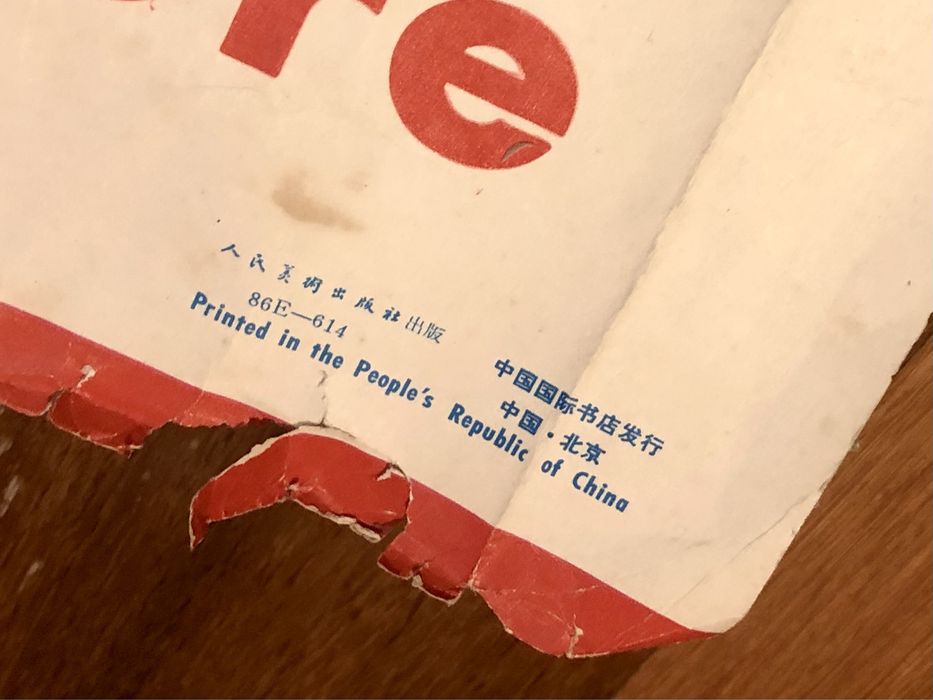 re
人民美術出版社出版
86E—614
中国国际书店发行
中国·北京
Printed in the People's Republic of China